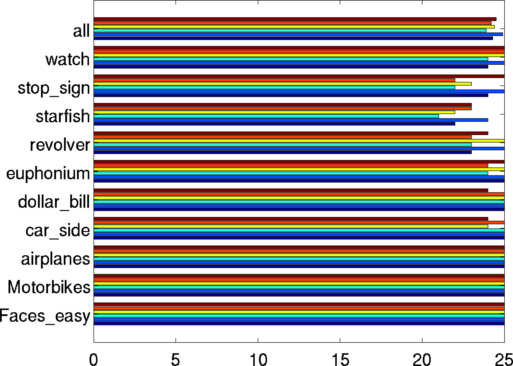 all
watch
stop_sign
starfish
revolver
euphonium
dollar_bill
car_side
airplanes
Motorbikes
Faces_easy
0 5 10 15 20 25